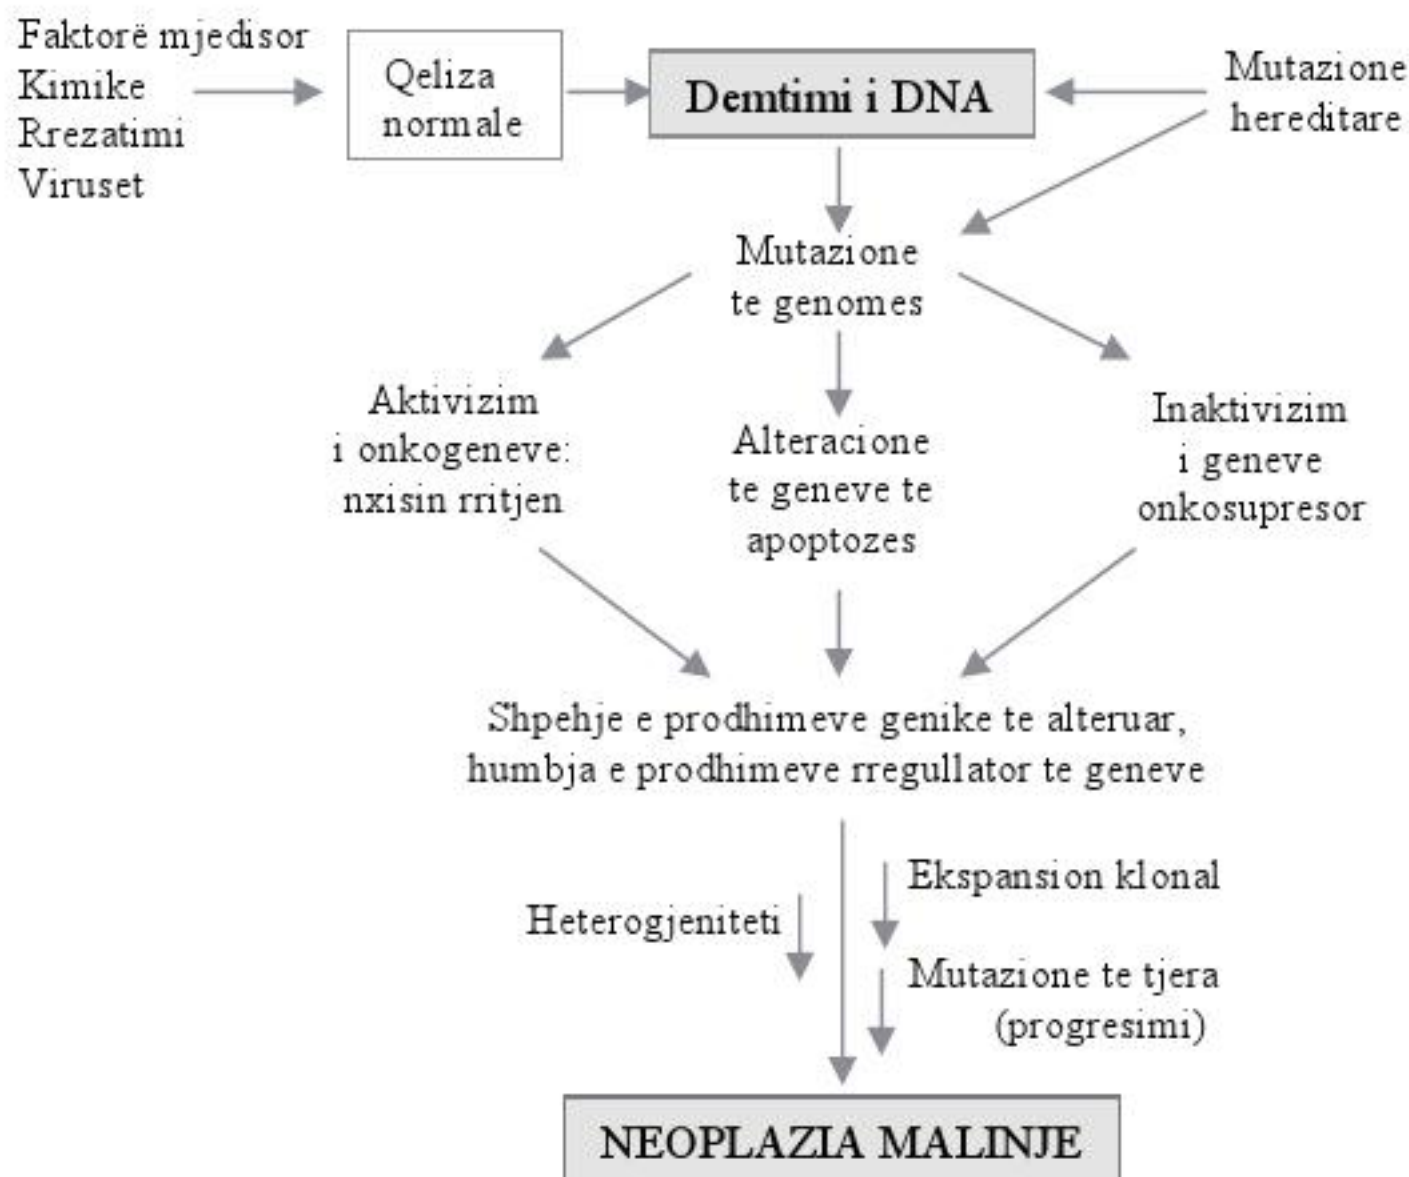 Faktorë mjedisor
Kimike
Rrezatimi
Viruset
Qeliza
normale
Demtimi i DNA
Mutazione
hereditare
Mutazione
te genomes
Aktivizim
i onkogeneve:
nxisin rritjen
Alteracione
te geneve te
apoptozes
Inaktivizim
i geneve
onkosupresor
Shpehje e prodhimeve genike te alteruar,
humbja e prodhimeve rregullator te geneve
Heterogjeniteti
Ekspansion klonal
Mutazione te tjera
(progresimi)
NEOPLAZIA MALINJE